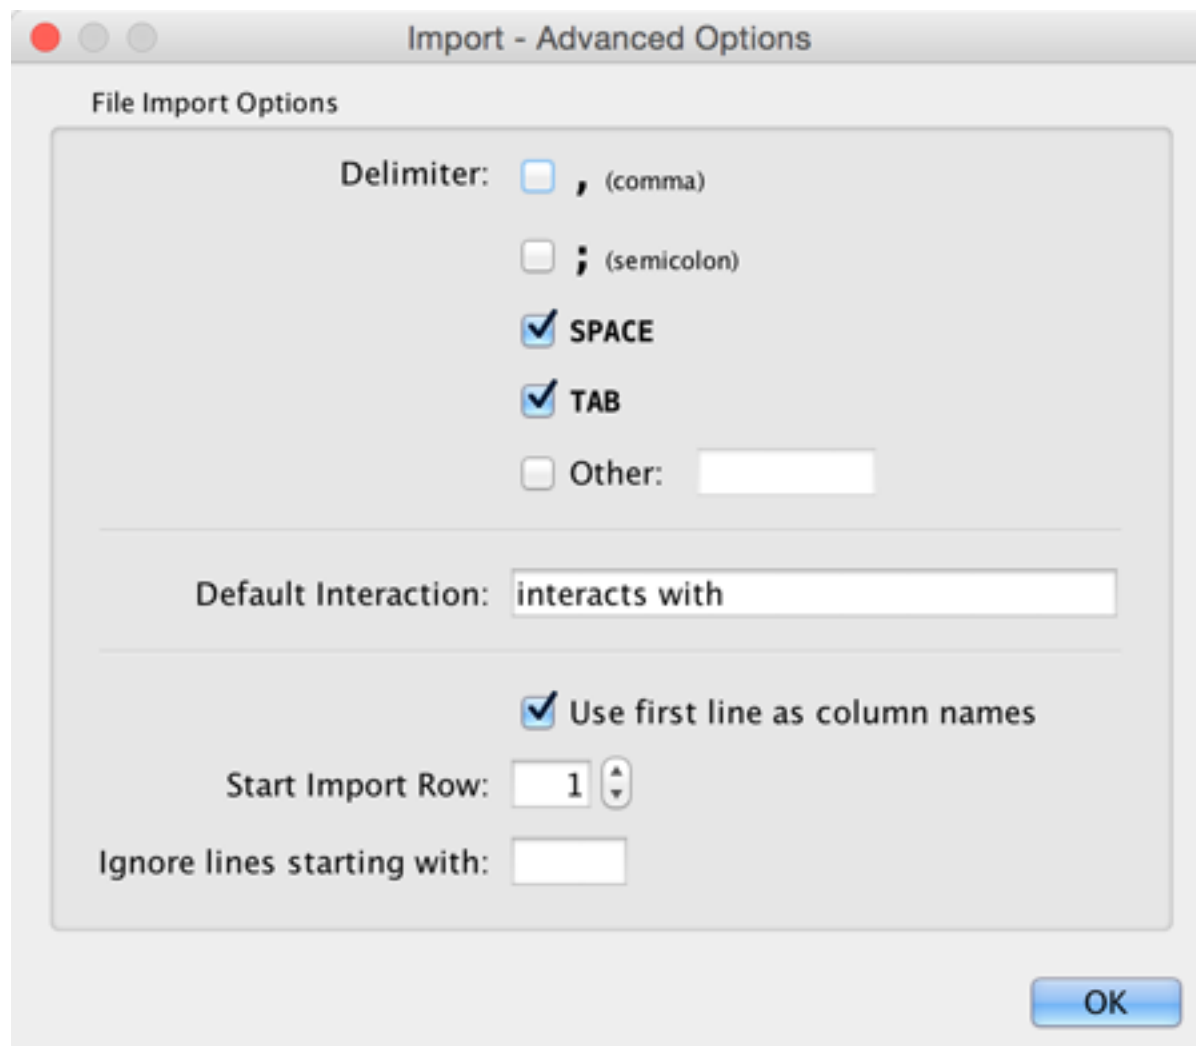 Import - Advanced Options
File Import Options
Delimiter: , (comma)
; (semicolon)
SPACE
TAB
Other:
Default Interaction: interacts with
Use first line as column names
Start Import Row: 1
Ignore lines starting with:
OK